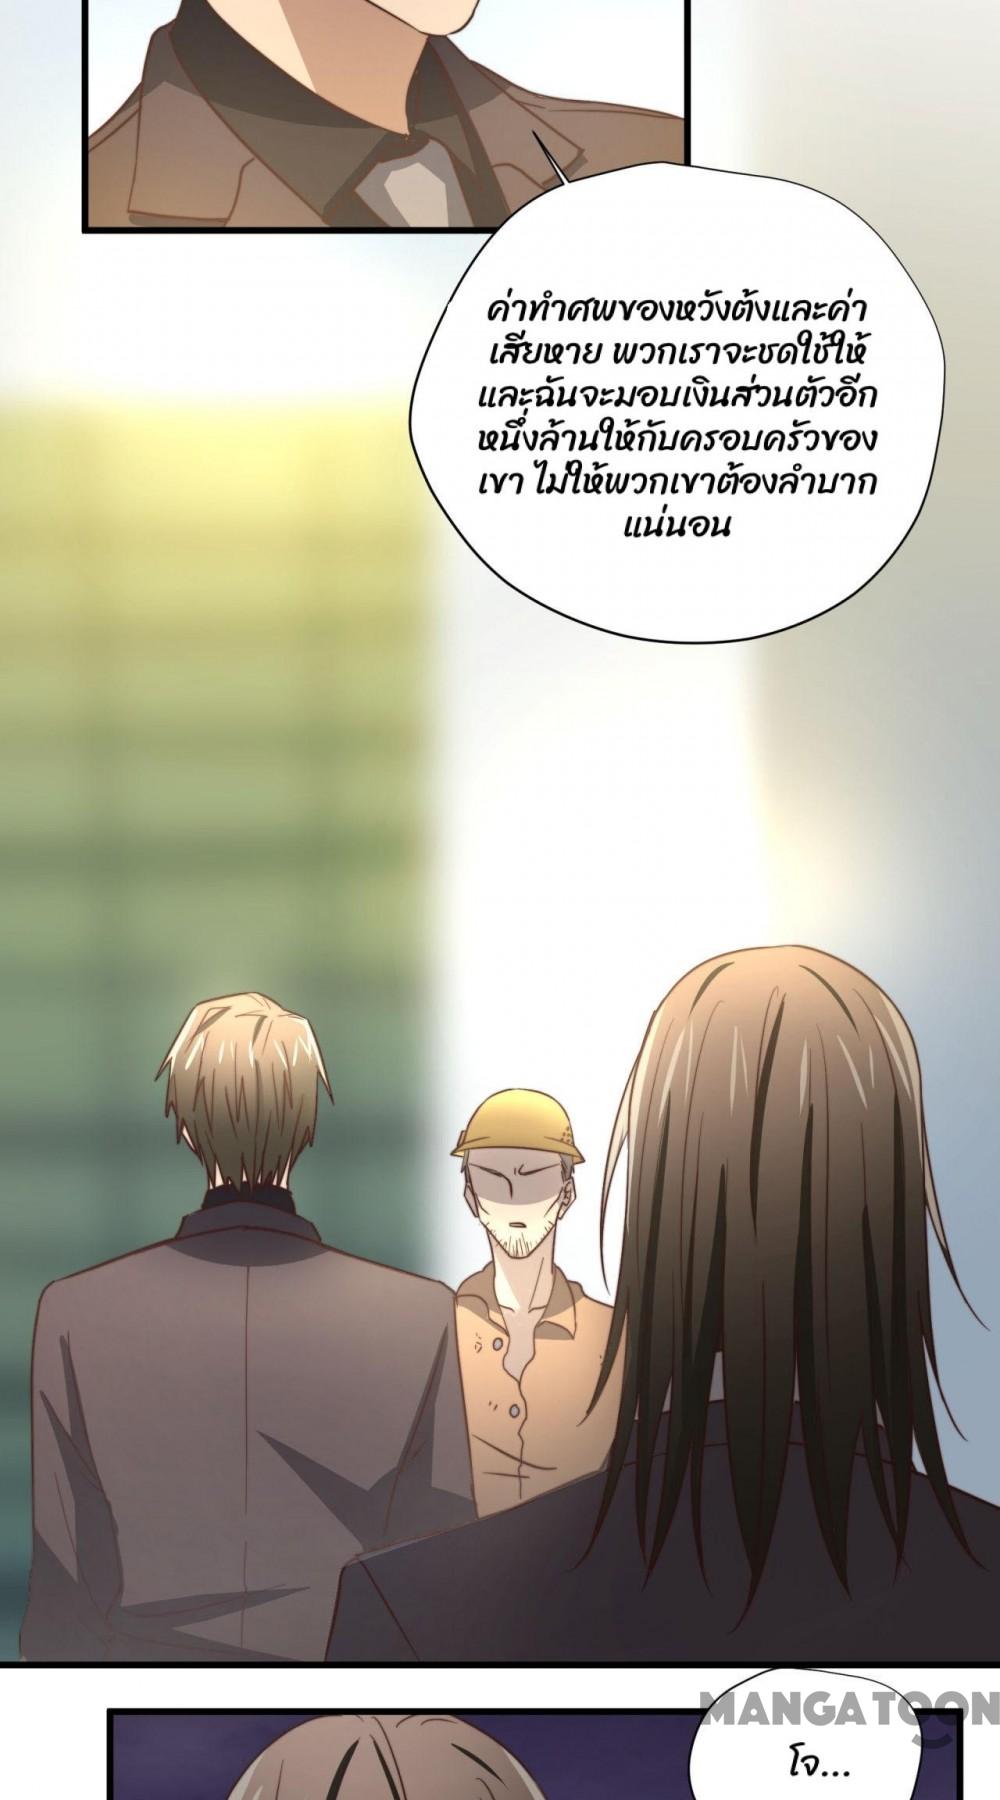 ค่าทำศพของหวังต้งและค่า
เสียหาย พวกเราจะชดใช้ให้
และฉันจะมอบเงินส่วนตัวอีก
หนึ่งล้านให้กับครอบครัวของ
เขา ไม่ให้พวกเขาต้องลำบาก
แน่นอน
MANGATOON
โจ...